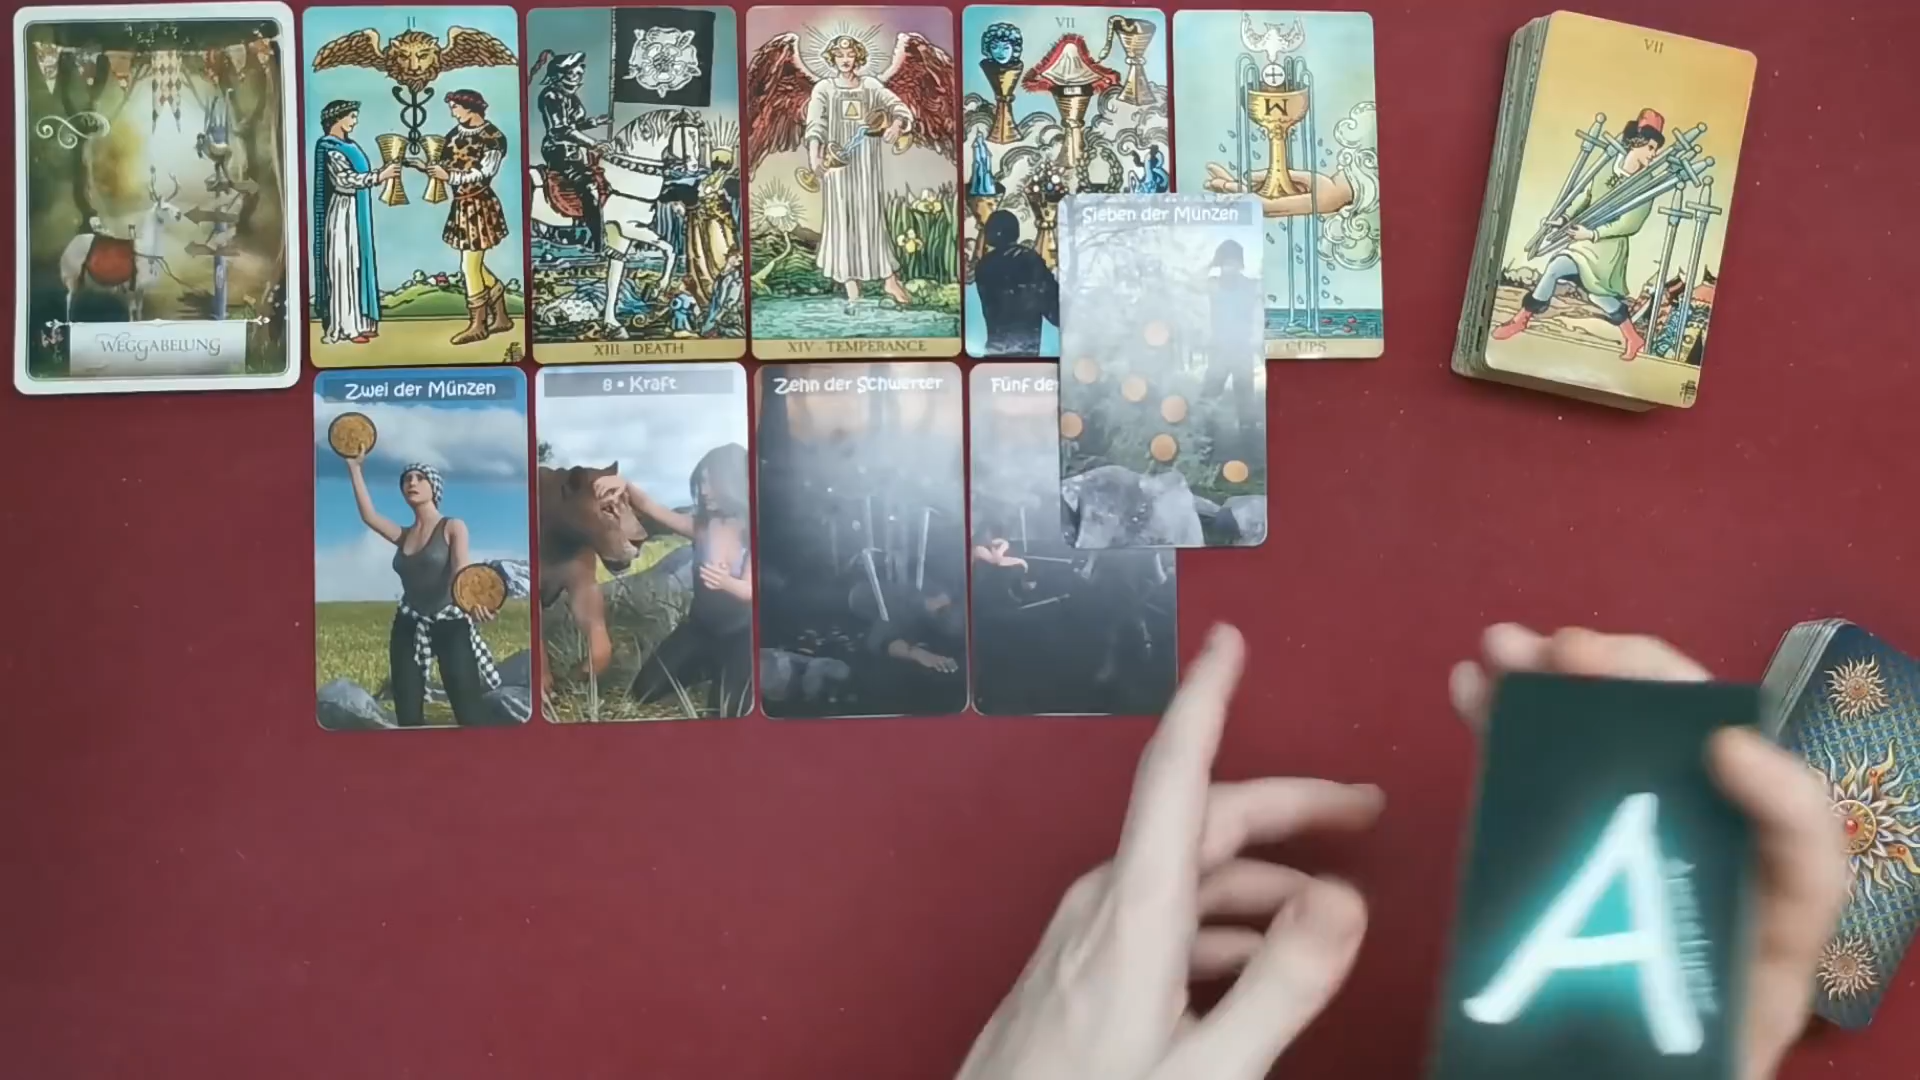 WEGGABELUNG
II
XIII - DEATH
XIV - TEMPERANCE
VII
CUPS
VII
Zwei der Münzen
8 • Kraft
Zehn der Schwerter
Fünf der
Sieben der Münzen
A